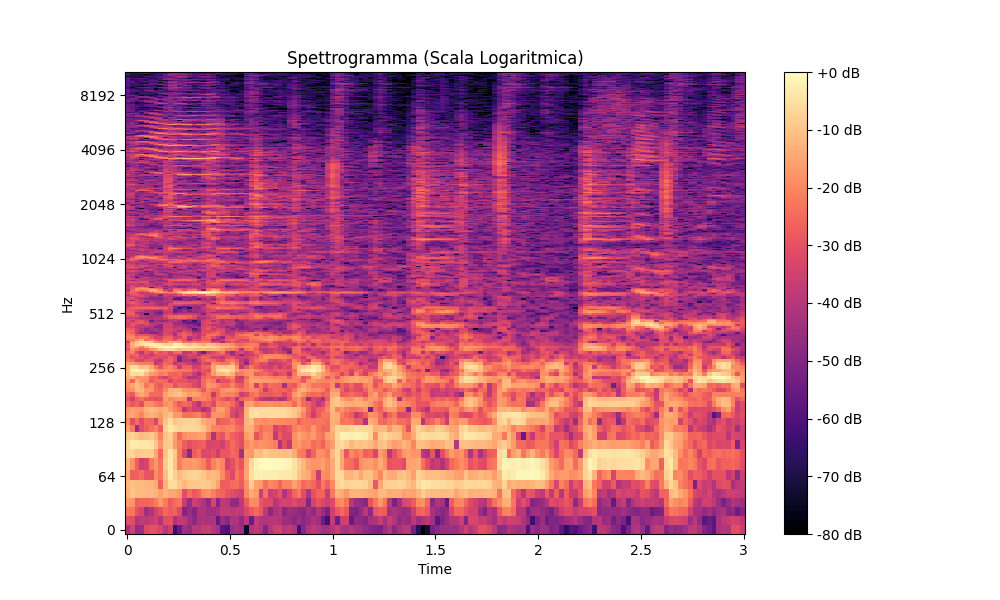 Spettrogramma (Scala Logaritmica)
8192
4096
2048
1024
512
256
128
64
0
Hz
0
0.5
1
1.5
2
2.5
3
Time
+0 dB
-10 dB
-20 dB
-30 dB
-40 dB
-50 dB
-60 dB
-70 dB
-80 dB